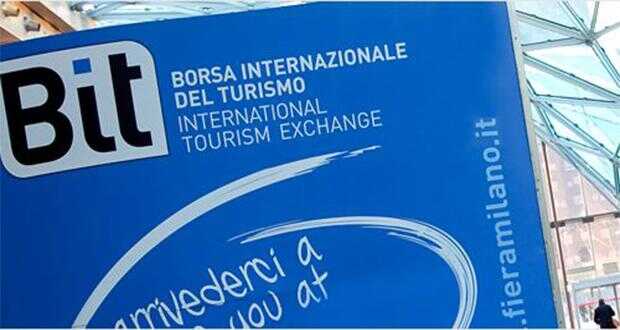 Bit
BORSA INTERNAZIONALE
DEL TURISMO
INTERNATIONAL
TOURISM EXCHANGE
arrivederci a
you at
.fieramilano.it